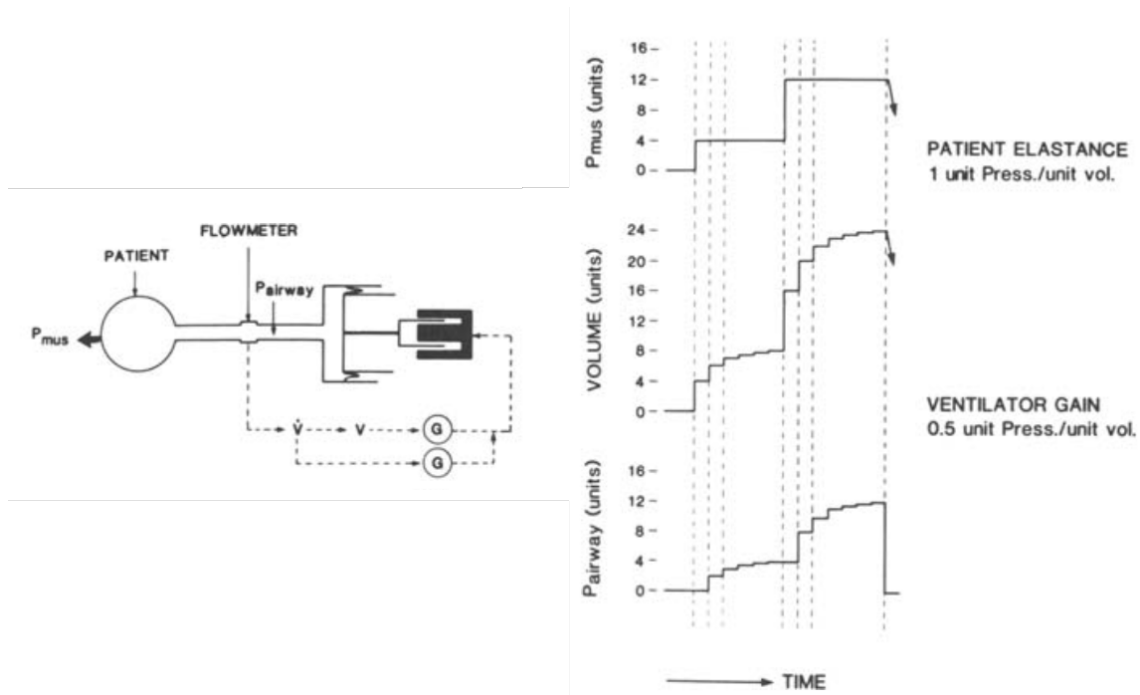 FLOWMETER
PATIENT
Pairway
Pmus
V̇
V
G
G
Pmus (units)
16
12
8
4
0
PATIENT ELASTANCE
1 unit Press./unit vol.
VOLUME (units)
24
20
16
12
8
4
0
VENTILATOR GAIN
0.5 unit Press./unit vol.
Pairway (units)
16
12
8
4
0
TIME